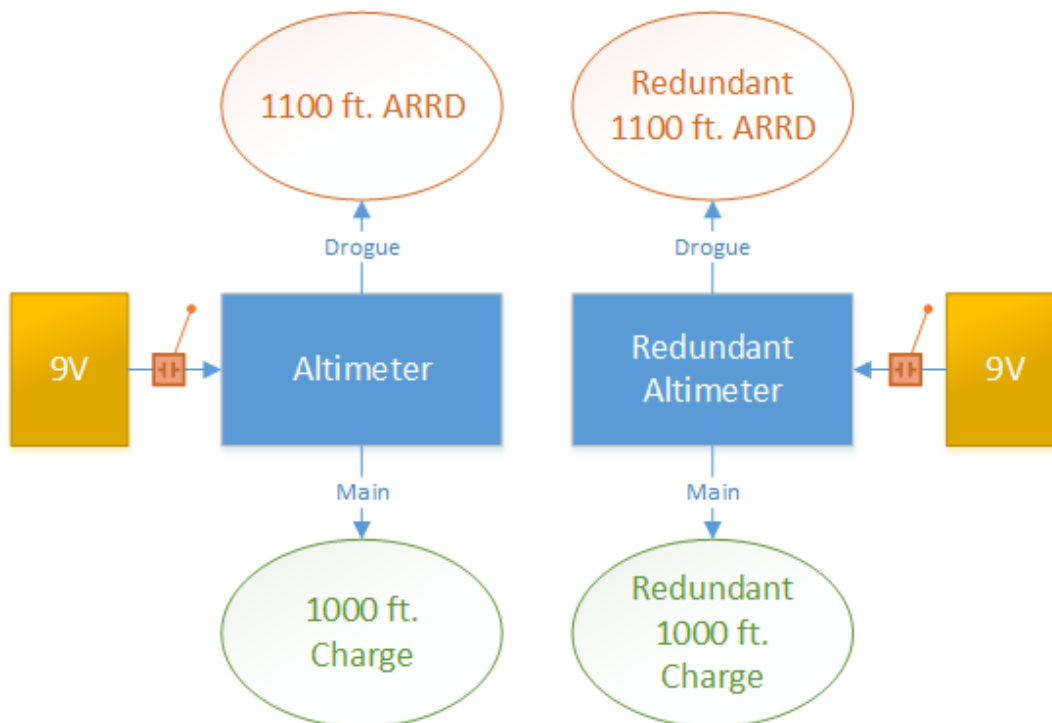 1100 ft. ARRD
Redundant
1100 ft. ARRD
Drogue
Drogue
9V
Altimeter
Redundant
Altimeter
9V
Main
Main
1000 ft.
Charge
Redundant
1000 ft.
Charge